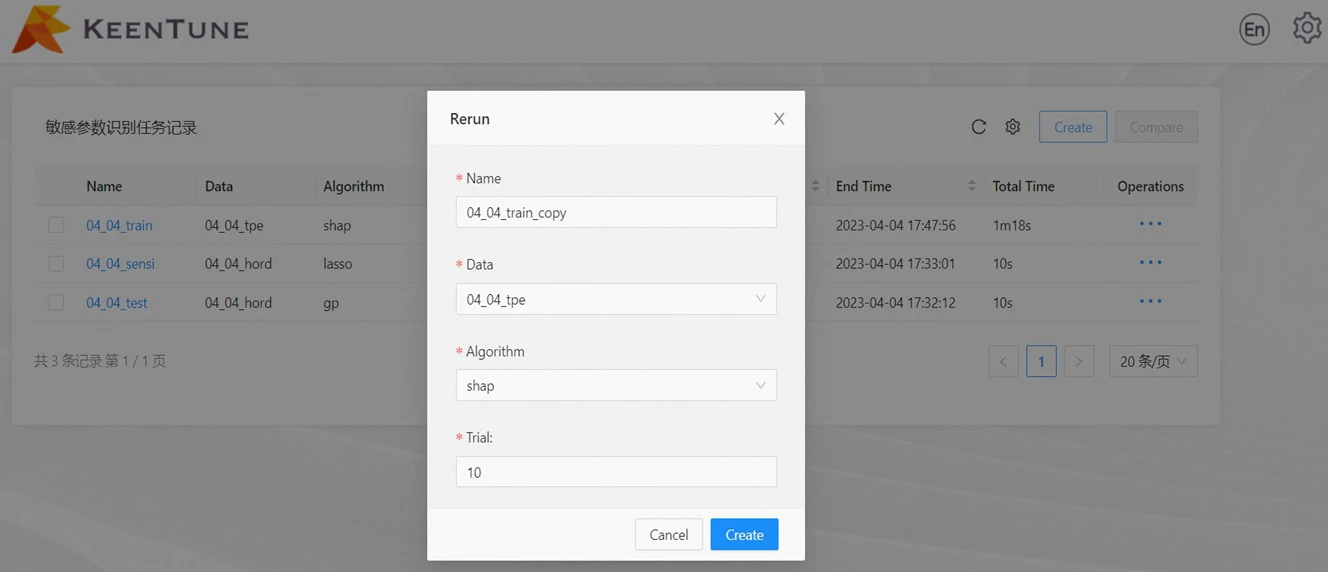 KEENTUNE
En
敏感参数识别任务记录
Create
Compare
Name Data Algorithm End Time Total Time Operations
04_04_train 04_04_tpe shap 2023-04-04 17:47:56 1m18s ···
04_04_sensi 04_04_hord lasso 2023-04-04 17:33:01 10s ···
04_04_test 04_04_hord gp 2023-04-04 17:32:12 10s ···
共 3 条记录 第 1 / 1 页
< 1 > 20 条/页
Rerun
* Name
04_04_train_copy
* Data
04_04_tpe
* Algorithm
shap
* Trial:
10
Cancel
Create